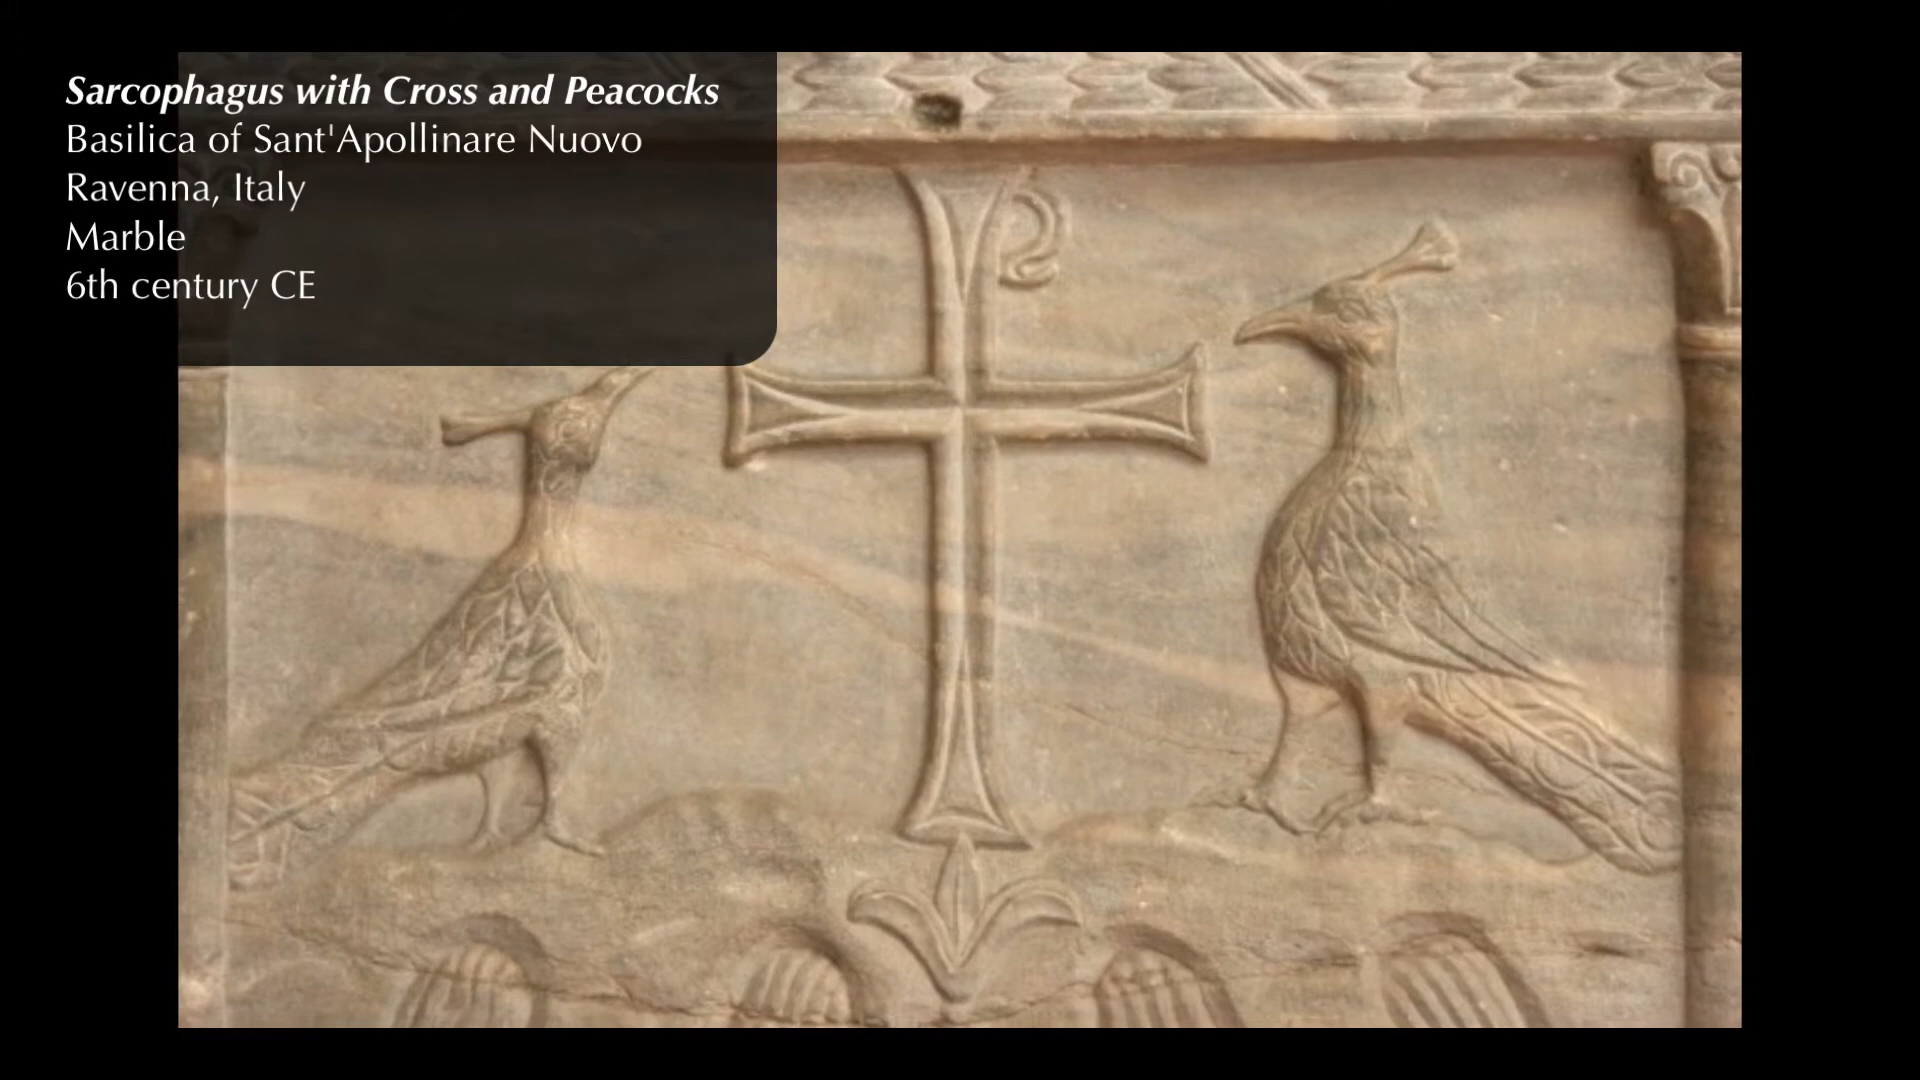 Sarcophagus with Cross and Peacocks
Basilica of Sant'Apollinare Nuovo
Ravenna, Italy
Marble
6th century CE